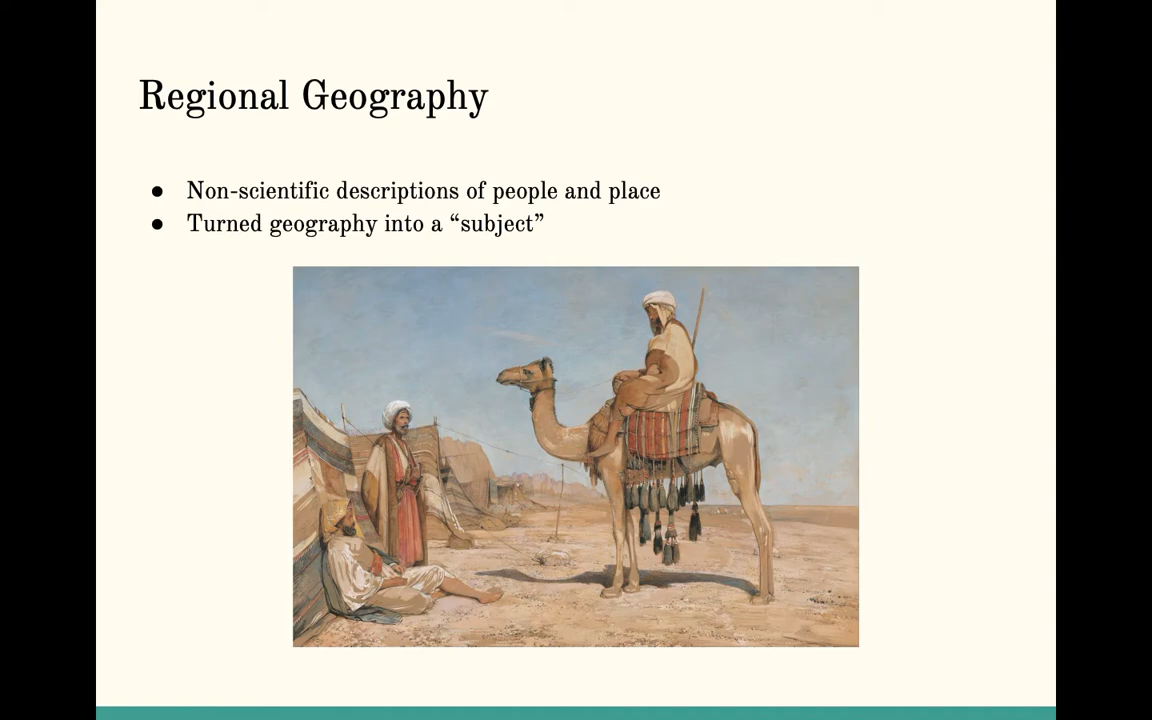 Regional Geography
● Non-scientific descriptions of people and place
● Turned geography into a “subject”